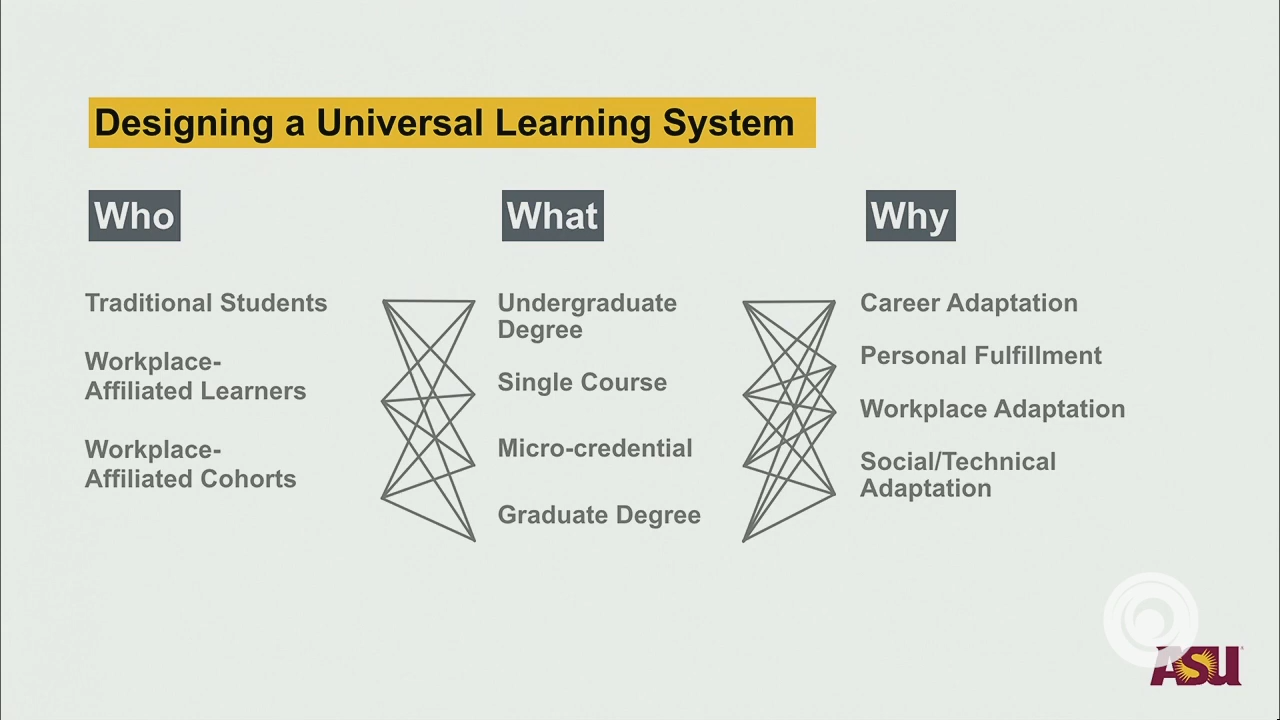 Designing a Universal Learning System
Who
What
Why
Traditional Students
Workplace-
Affiliated Learners
Workplace-
Affiliated Cohorts
Undergraduate
Degree
Single Course
Micro-credential
Graduate Degree
Career Adaptation
Personal Fulfillment
Workplace Adaptation
Social/Technical
Adaptation
ASU